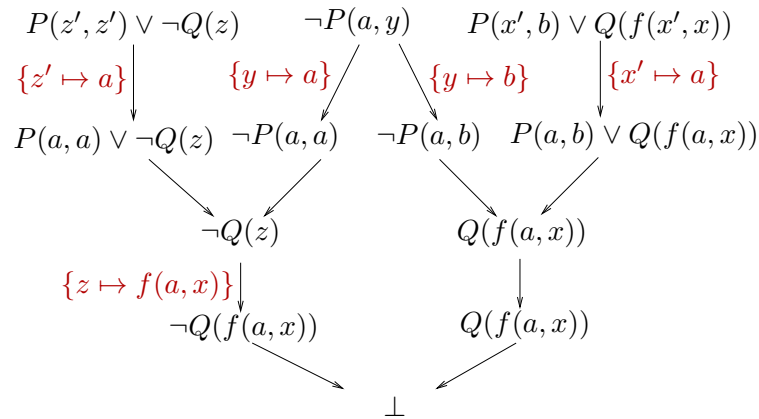 P(z′, z′) ∨ ¬Q(z) ¬P(a, y) P(x′, b) ∨ Q(f(x′, x))
{z′ ↦ a} {y ↦ a} {y ↦ b} {x′ ↦ a}
P(a, a) ∨ ¬Q(z) ¬P(a, a) ¬P(a, b) P(a, b) ∨ Q(f(a, x))
¬Q(z) Q(f(a, x))
{z ↦ f(a, x)}
¬Q(f(a, x)) Q(f(a, x))
⊥